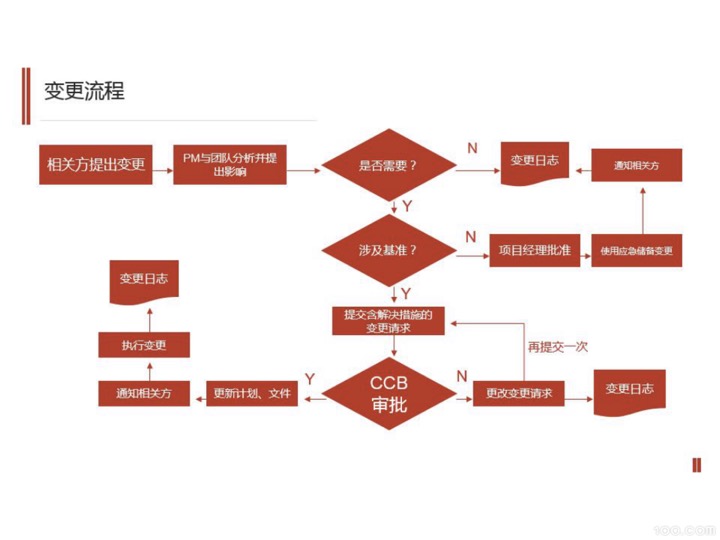 变更流程
相关方提出变更
PM与团队分析并提
出影响
是否需要？
N
变更日志
通知相关方
Y
涉及基准？
N
项目经理批准
使用应急储备变更
变更日志
Y
提交含解决措施的
变更请求
执行变更
再提交一次
通知相关方
更新计划、文件
Y
CCB
审批
N
更改变更请求
变更日志
100.COM